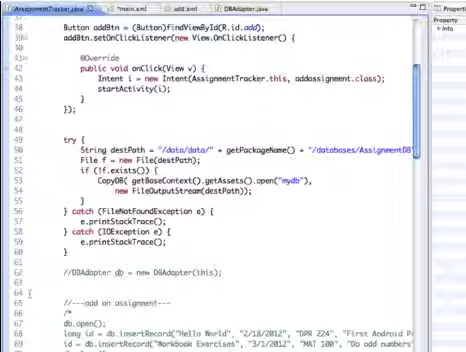 AssignmentTracker.java
*main.xml
add.xml
DBAdapter.java
Propert
Property
Info
38 Button addBtn = (Button)findViewById(R.id.add);
39 addBtn.setOnClickListener(new View.OnClickListener() {
40
41 @Override
42 public void onClick(View v) {
43 Intent i = new Intent(AssignmentTracker.this, addassignment.class);
44 startActivity(i);
45 }
46 });
47
48
49 try {
50 String destPath = "/data/data/" + getPackageName() + "/databases/AssignmentDB"
51 File f = new File(destPath);
52 if (!f.exists()) {
53 CopyDB( getBaseContext().getAssets().open("mydb"),
54 new FileOutputStream(destPath));
55 }
56 } catch (FileNotFoundException e) {
57 e.printStackTrace();
58 } catch (IOException e) {
59 e.printStackTrace();
60 }
61
62 //DBAdapter db = new DBAdapter(this);
63
64
65 //---add an assignment---
66 /*
67 db.open();
68 long id = db.insertRecord("Hello World", "2/18/2012", "DPR 224", "First Android P
69 id = db.insertRecord("Workbook Exercises", "3/1/2012", "MAT 100", "Do odd numbers"